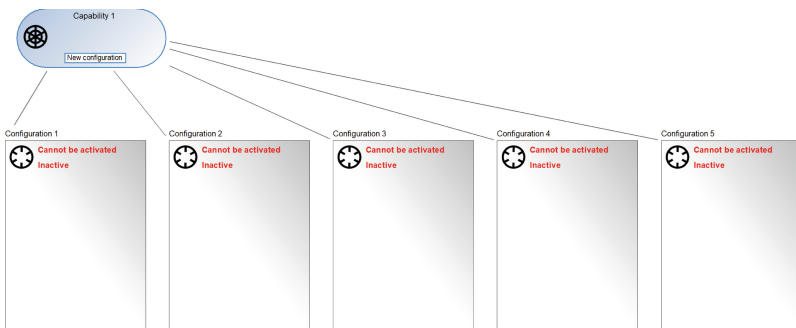 Capability 1
New configuration
Configuration 1
Cannot be activated
Inactive
Configuration 2
Cannot be activated
Inactive
Configuration 3
Cannot be activated
Inactive
Configuration 4
Cannot be activated
Inactive
Configuration 5
Cannot be activated
Inactive